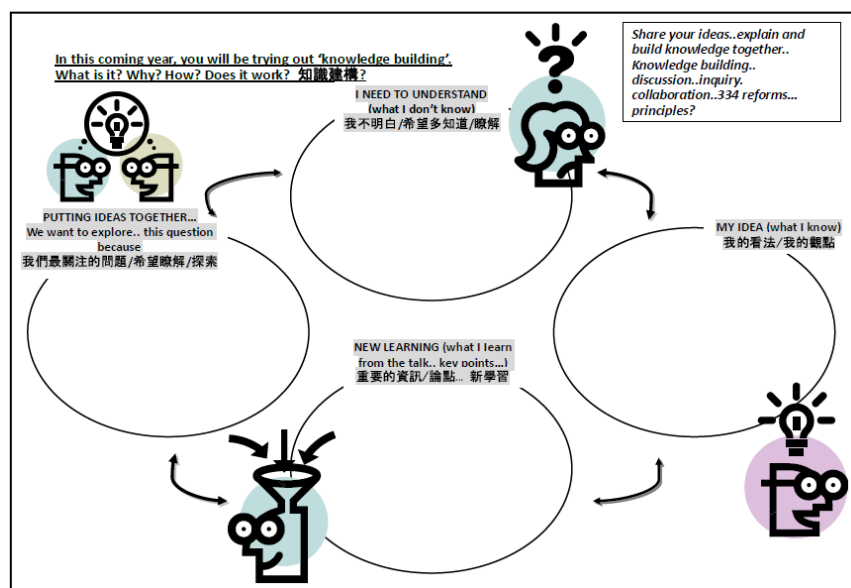 In this coming year, you will be trying out ‘knowledge building’.
What is it? Why? How? Does it work? 知識建構?
Share your ideas..explain and
build knowledge together..
Knowledge building..
discussion..inquiry.
collaboration..334 reforms...
principles?
I NEED TO UNDERSTAND
(what I don’t know)
我不明白/希望多知道/瞭解
PUTTING IDEAS TOGETHER...
We want to explore.. this question
because
我們最關注的問題/希望瞭解/探索
MY IDEA (what I know)
我的看法/我的觀點
NEW LEARNING (what I learn
from the talk.. key points...)
重要的資訊/論點... 新學習